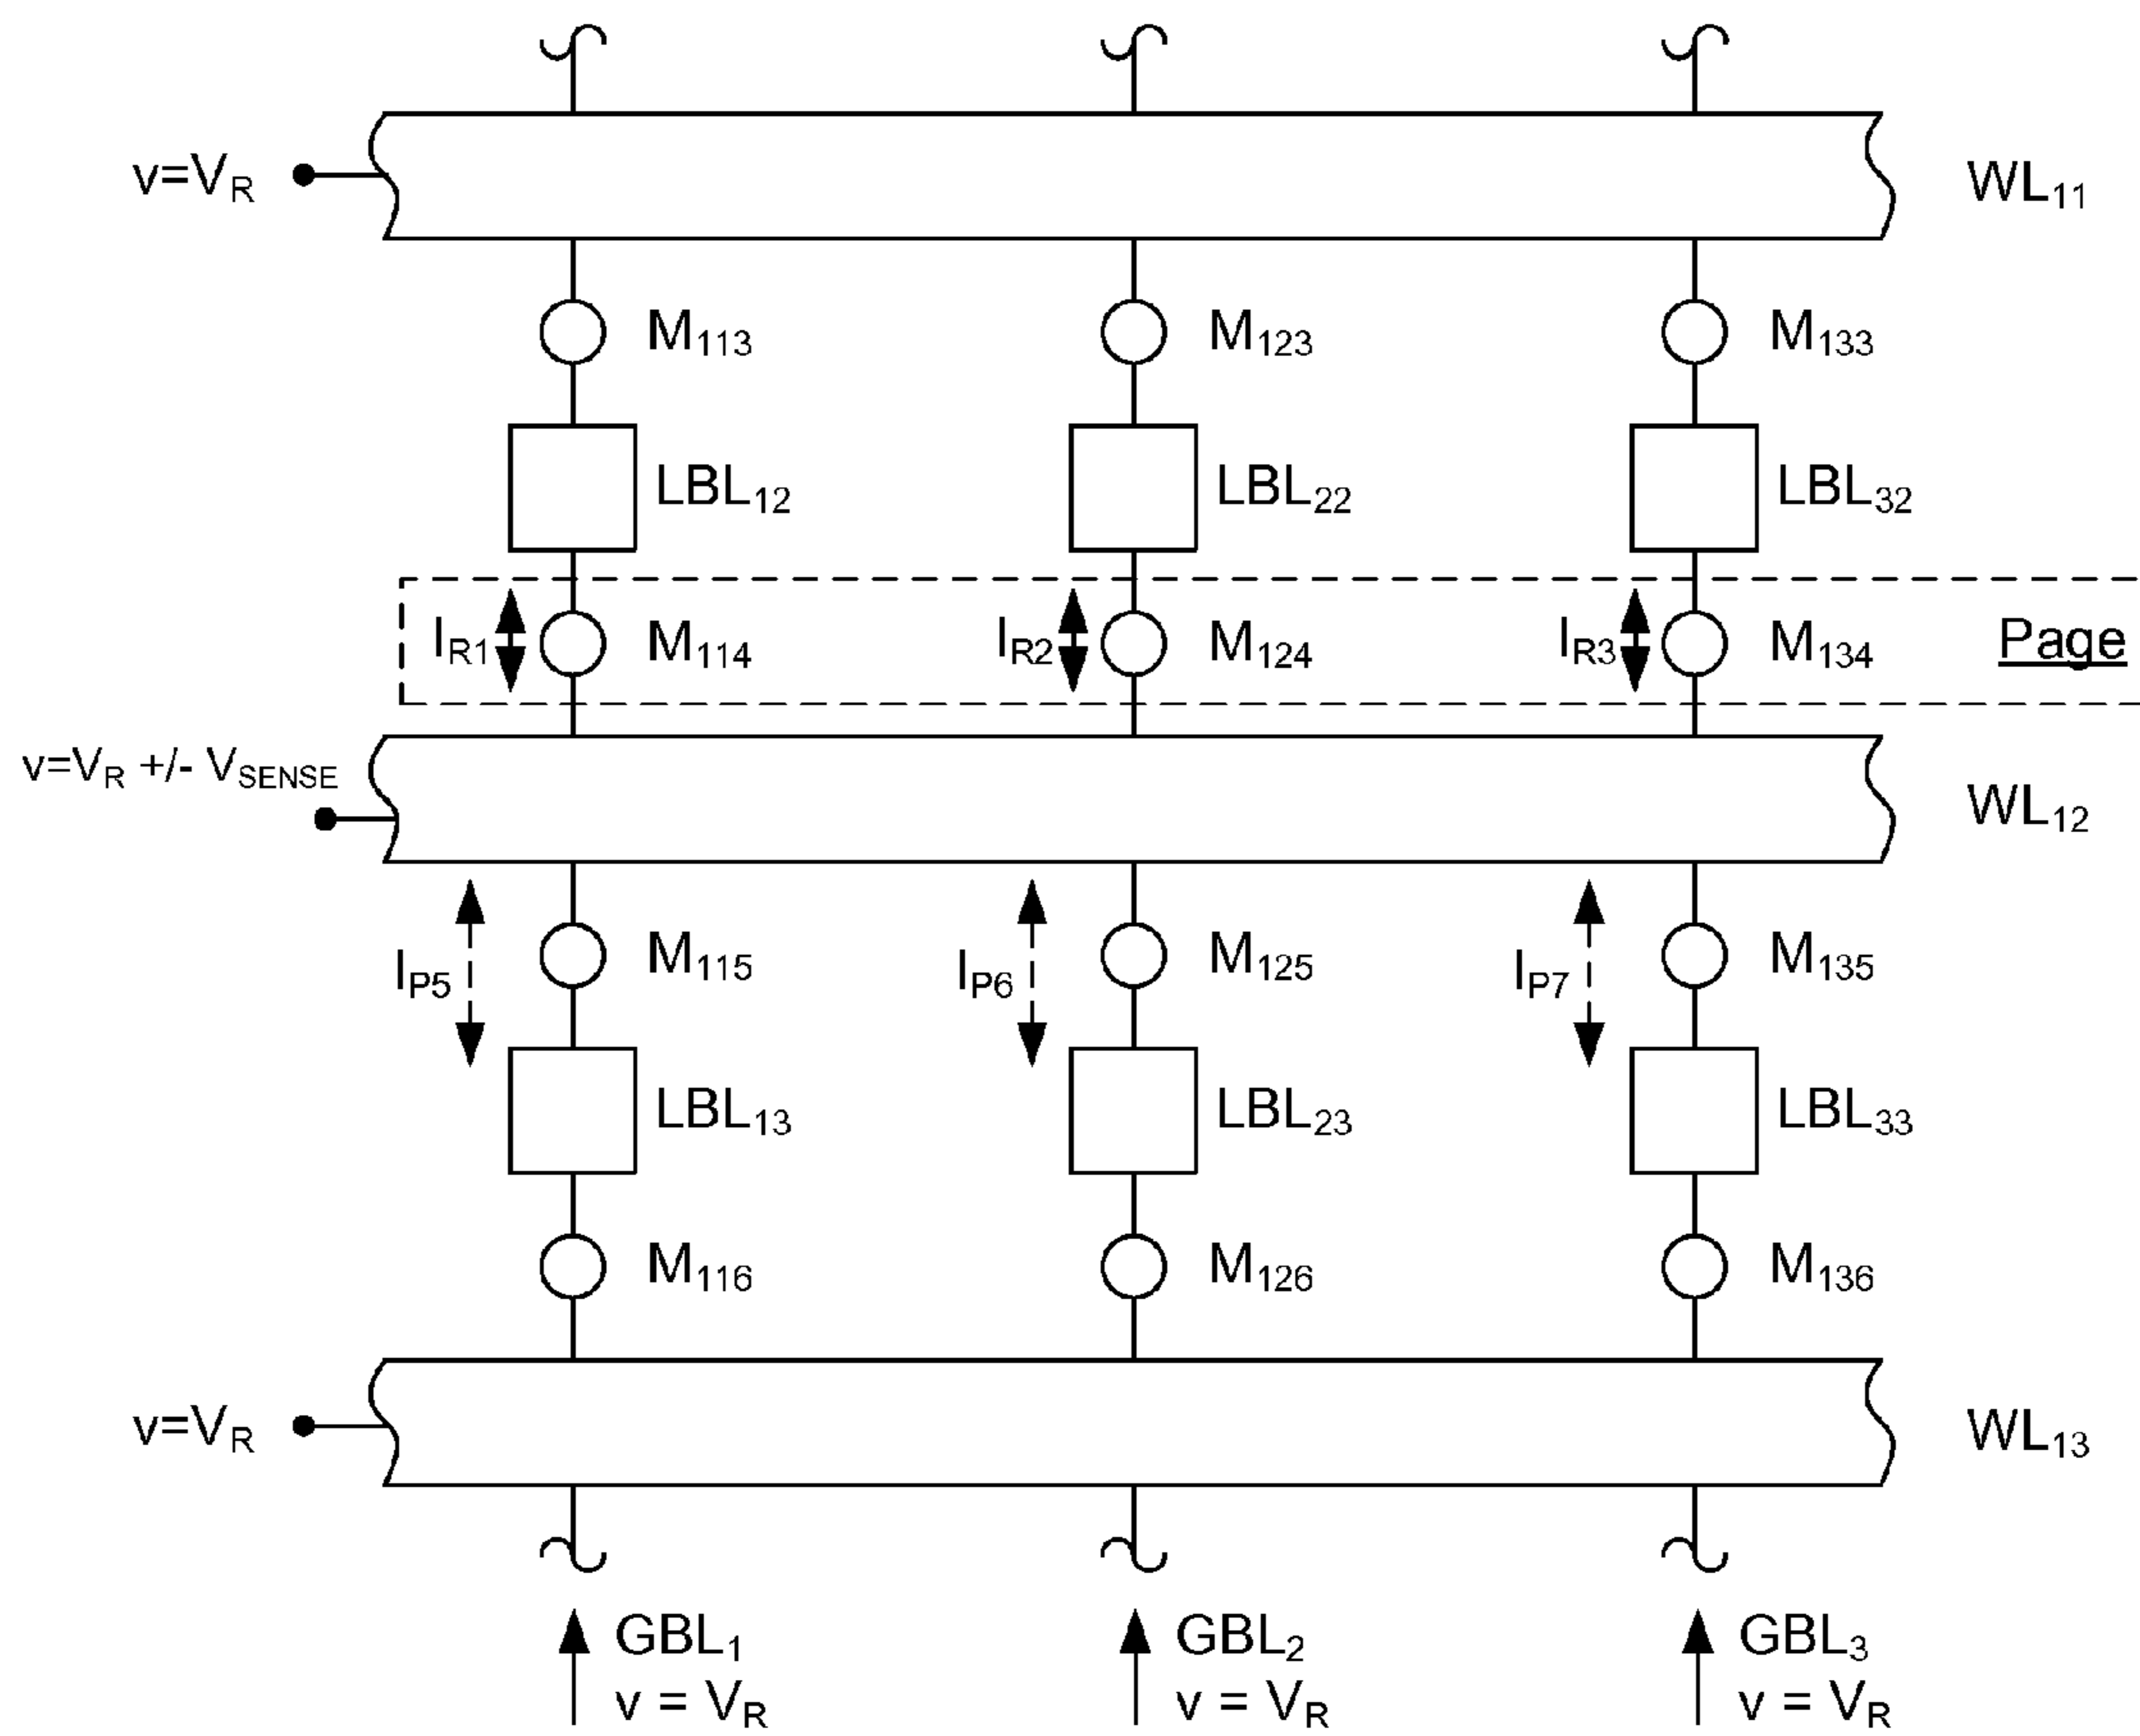 v=VR WL11
M113 M123 M133
LBL12 LBL22 LBL32
IR1 M114 IR2 M124 IR3 M134 Page
v=VR +/- VSENSE WL12
IP5 M115 IP6 M125 IP7 M135
LBL13 LBL23 LBL33
M116 M126 M136
v=VR WL13
GBL1 GBL2 GBL3
v = VR v = VR v = VR